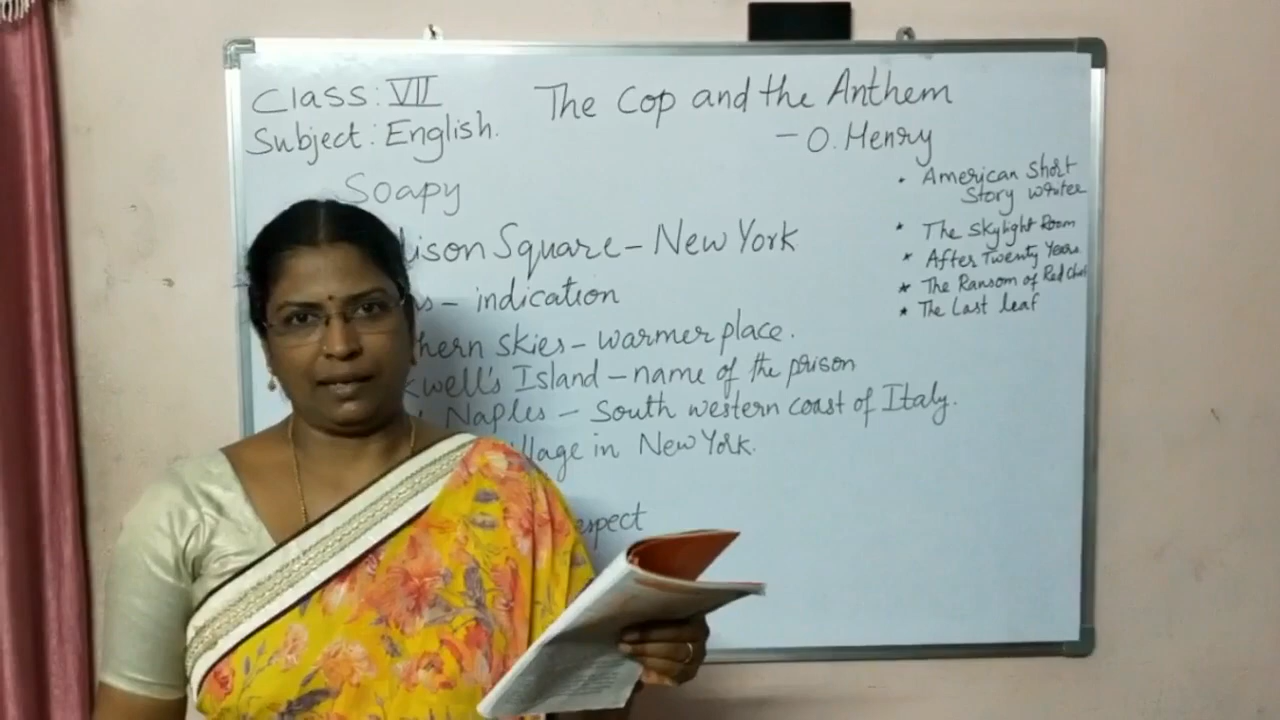 Class: VII
Subject: English.
The Cop and the Anthem
- O. Henry
Soapy
• American Short
Story writer
Square - New York
* The Skylight Room
* After Twenty Years
- indication
* The Ransom of Red Chief
* The Last leaf
skies - warmer place.
Island - name of the prison
Naples - South western coast of Italy.
in New York.